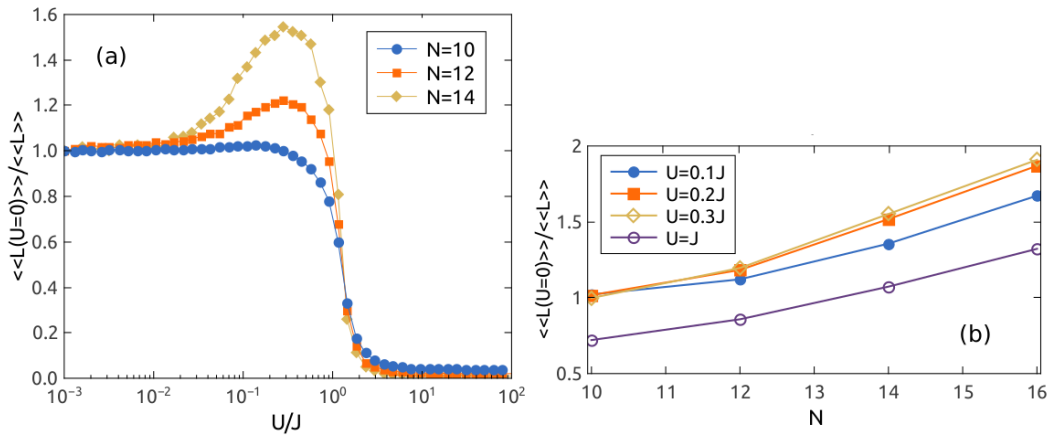 (a)
<<L(U=0)>>/<<L>>
1.6
1.4
1.2
1.0
0.8
0.6
0.4
0.2
0.0
N=10
N=12
N=14
10⁻³ 10⁻² 10⁻¹ 10⁰ 10¹ 10²
U/J
(b)
<<L(U=0)>>/<<L>>
2
1.5
1
0.5
U=0.1J
U=0.2J
U=0.3J
U=J
10 11 12 13 14 15 16
N